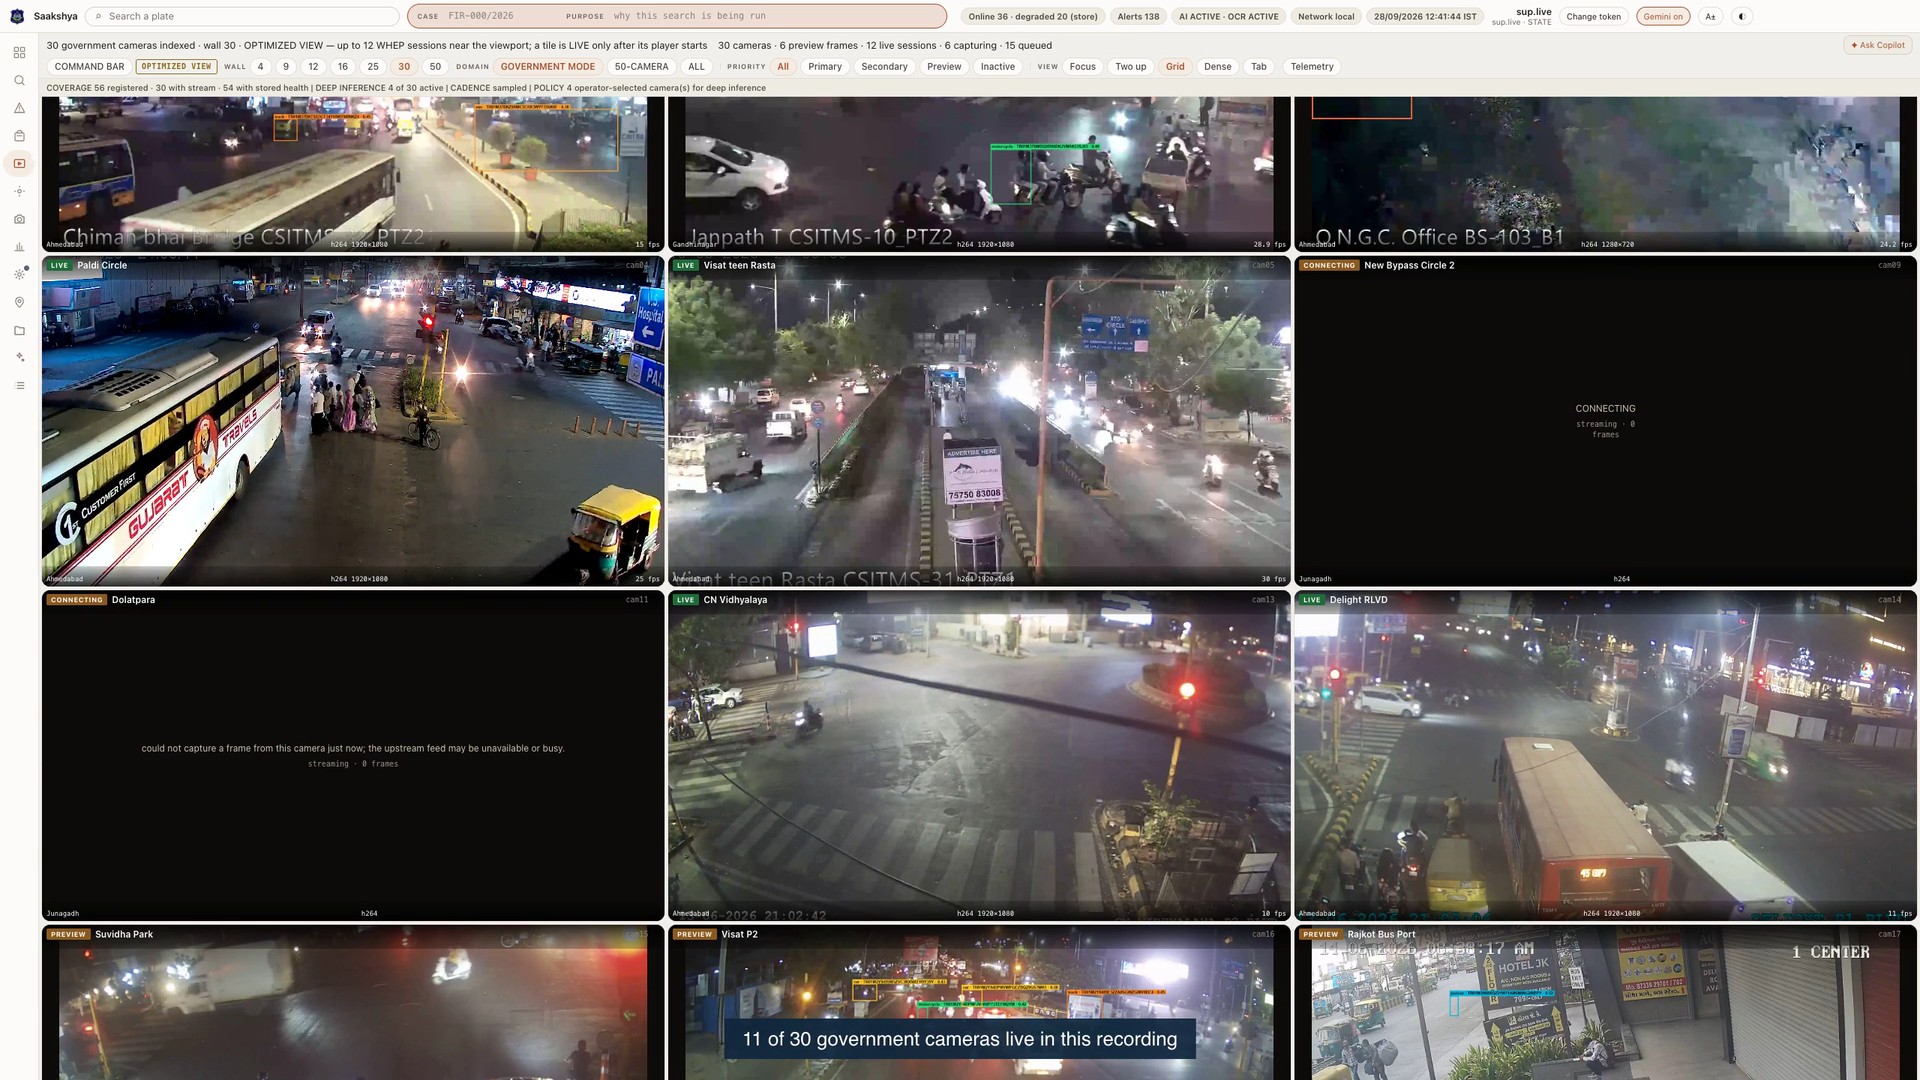 Saakshya
Search a plate
CASE FIR-000/2026 PURPOSE why this search is being run
Online 36 · degraded 20 (store)
Alerts 138
AI ACTIVE · OCR ACTIVE
Network local
28/09/2026 12:41:44 IST
sup.live
sup.live · STATE
Change token
Gemini on
A±
30 government cameras indexed · wall 30 · OPTIMIZED VIEW — up to 12 WHEP sessions near the viewport; a tile is LIVE only after its player starts 30 cameras · 6 preview frames · 12 live sessions · 6 capturing · 15 queued
Ask Copilot
COMMAND BAR OPTIMIZED VIEW WALL 4 9 12 16 25 30 50 DOMAIN GOVERNMENT MODE 50-CAMERA ALL PRIORITY All Primary Secondary Preview Inactive VIEW Focus Two up Grid Dense Tab Telemetry
COVERAGE 56 registered · 30 with stream · 54 with stored health | DEEP INFERENCE 4 of 30 active | CADENCE sampled | POLICY 4 operator-selected camera(s) for deep inference
Ahmedabad h264 1920×1080 15 fps
Janpath T CSITMS-10_PTZ2
Gandhinagar h264 1920×1080 28.9 fps
O.N.G.C. Office BS-103_B1
Ahmedabad h264 1280×720 24.2 fps
LIVE Paldi Circle cam04
Hospital
1st CUSTOMER FIRST
GUJARAT TRAVELS
Ahmedabad h264 1920×1080 25 fps
LIVE Visat teen Rasta cam05
ADVERTISE HERE
75750 83008
Visat teen Rasta CSITMS-31_PTZ1
Ahmedabad h264 1920×1080 30 fps
CONNECTING New Bypass Circle 2 cam09
CONNECTING
streaming · 0
frames
Junagadh h264
CONNECTING Dolatpara cam11
could not capture a frame from this camera just now; the upstream feed may be unavailable or busy.
streaming · 0 frames
Junagadh h264
LIVE CN Vidhyalaya cam13
Ahmedabad h264 1920×1080 10 fps
LIVE Delight RLVD cam14
Ahmedabad h264 1920×1080 11 fps
PREVIEW Suvidha Park cam15
PREVIEW Visat P2 cam16
PREVIEW Rajkot Bus Port cam17
1 CENTER
HOTEL JK
11 of 30 government cameras live in this recording